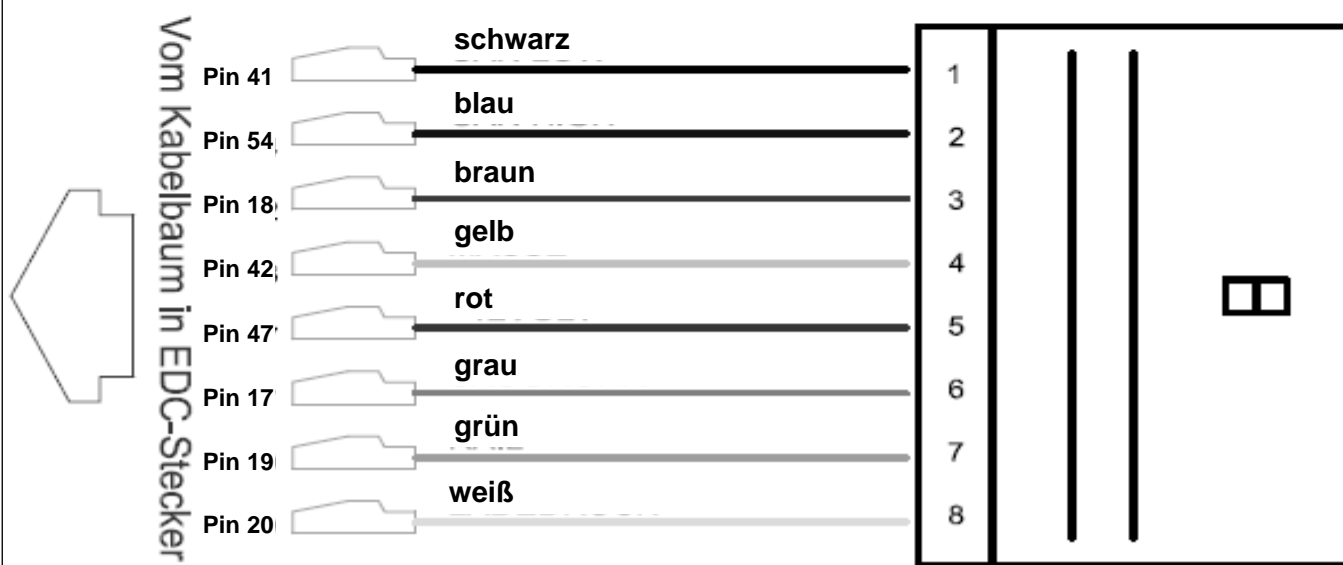 Vom Kabelbaum in EDC-Stecker
Pin 41 schwarz 1
Pin 54 blau 2
Pin 18 braun 3
Pin 42 gelb 4
Pin 47 rot 5
Pin 17 grau 6
Pin 19 grün 7
Pin 20 weiß 8